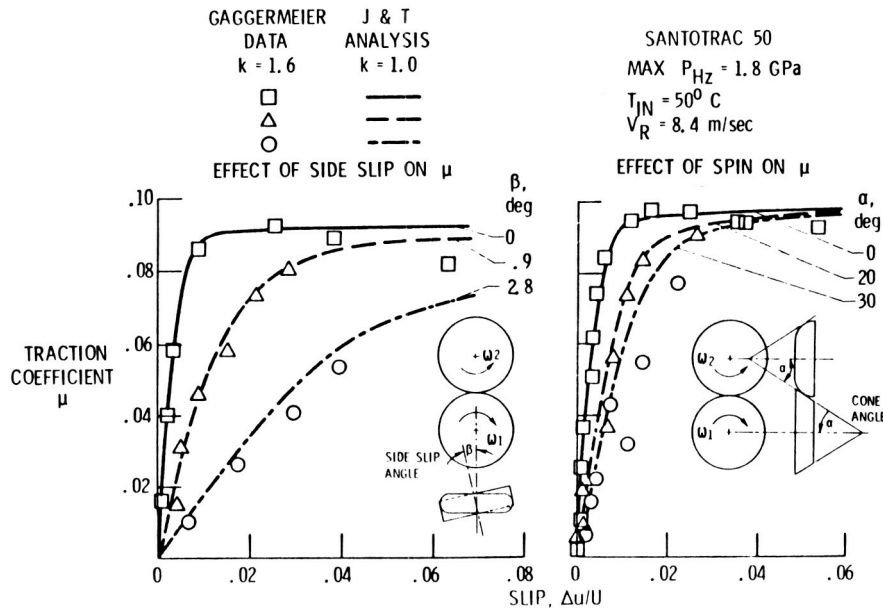 GAGGERMEIER DATA k = 1.6
J & T ANALYSIS k = 1.0
SANTOTRAC 50
MAX P_Hz = 1.8 GPa
T_IN = 50⁰ C
V_R = 8.4 m/sec
EFFECT OF SIDE SLIP ON μ
β, deg
0
.9
2.8
.10
.08
.06
.04
.02
TRACTION COEFFICIENT μ
ω2
ω1
β
SIDE SLIP ANGLE
0
.02
.04
.06
.08
EFFECT OF SPIN ON μ
α, deg
0
20
30
ω2
α
ω1
α
CONE ANGLE
0
.02
.04
.06
SLIP, Δu/U